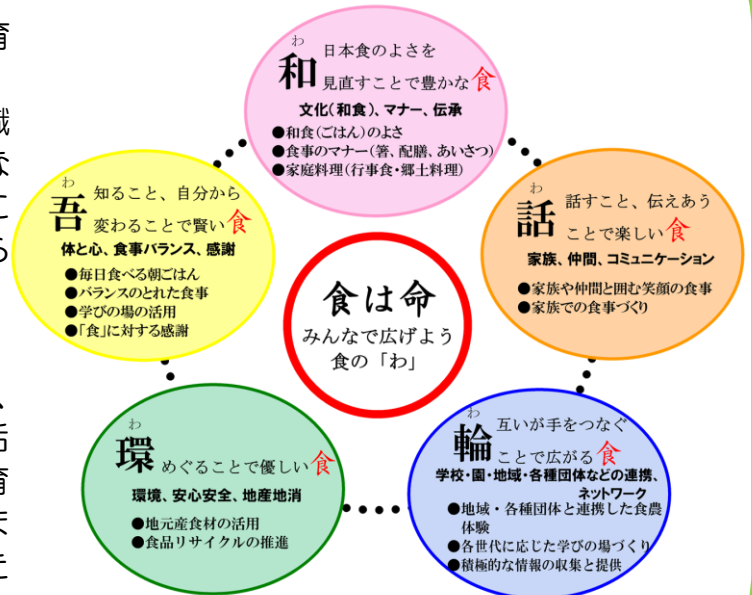 わ
和
日本食のよさを
見直すことで豊かな食
文化(和食)、マナー、伝承
●和食(ごはん)のよさ
●食事のマナー(箸、配膳、あいさつ)
●家庭料理(行事食・郷土料理)
わ
吾
知ること、自分から
変わることで賢い食
体と心、食事バランス、感謝
●毎日食べる朝ごはん
●バランスのとれた食事
●学びの場の活用
●「食」に対する感謝
わ
話
話すこと、伝えあう
ことで楽しい食
家族、仲間、コミュニケーション
●家族や仲間と囲む笑顔の食事
●家族での食事づくり
食は命
みんなで広げよう
食の「わ」
わ
環
めぐることで優しい食
環境、安心安全、地産地消
●地元産食材の活用
●食品リサイクルの推進
わ
輪
互いが手をつなぐ
ことで広がる食
学校・園・地域・各種団体などの連携、
ネットワーク
●地域・各種団体と連携した食農
体験
●各世代に応じた学びの場づくり
●積極的な情報の収集と提供
育